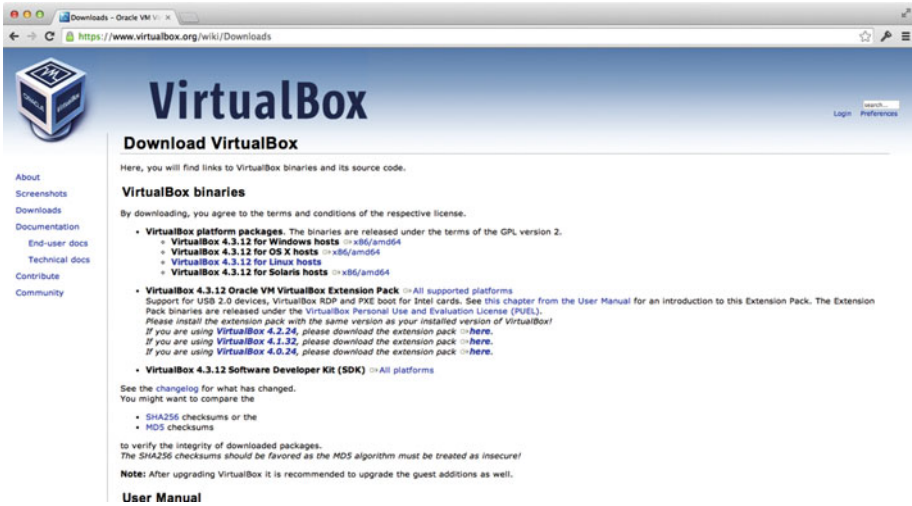 Downloads – Oracle VM Vi
https://www.virtualbox.org/wiki/Downloads
VirtualBox
search...
Login Preferences
About
Screenshots
Downloads
Documentation
End-user docs
Technical docs
Contribute
Community
Download VirtualBox
Here, you will find links to VirtualBox binaries and its source code.
VirtualBox binaries
By downloading, you agree to the terms and conditions of the respective license.
• VirtualBox platform packages. The binaries are released under the terms of the GPL version 2.
VirtualBox 4.3.12 for Windows hosts x86/amd64
VirtualBox 4.3.12 for OS X hosts x86/amd64
VirtualBox 4.3.12 for Linux hosts
VirtualBox 4.3.12 for Solaris hosts x86/amd64
• VirtualBox 4.3.12 Oracle VM VirtualBox Extension Pack All supported platforms
Support for USB 2.0 devices, VirtualBox RDP and PXE boot for Intel cards. See this chapter from the User Manual for an introduction to this Extension Pack. The Extension
Pack binaries are released under the VirtualBox Personal Use and Evaluation License (PUEL).
Please install the extension pack with the same version as your installed version of VirtualBox!
If you are using VirtualBox 4.2.24, please download the extension pack here.
If you are using VirtualBox 4.1.32, please download the extension pack here.
If you are using VirtualBox 4.0.24, please download the extension pack here.
• VirtualBox 4.3.12 Software Developer Kit (SDK) All platforms
See the changelog for what has changed.
You might want to compare the
• SHA256 checksums or the
• MD5 checksums
to verify the integrity of downloaded packages.
The SHA256 checksums should be favored as the MD5 algorithm must be treated as insecure!
Note: After upgrading VirtualBox it is recommended to upgrade the guest additions as well.
User Manual